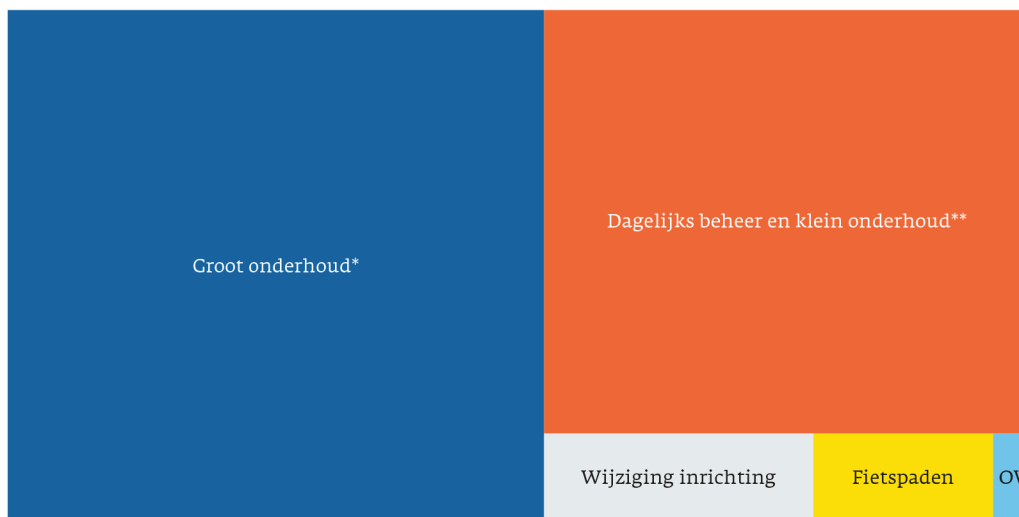 Dagelijks beheer en klein onderhoud**
Groot onderhoud*
Wijziging inrichting
Fietspaden